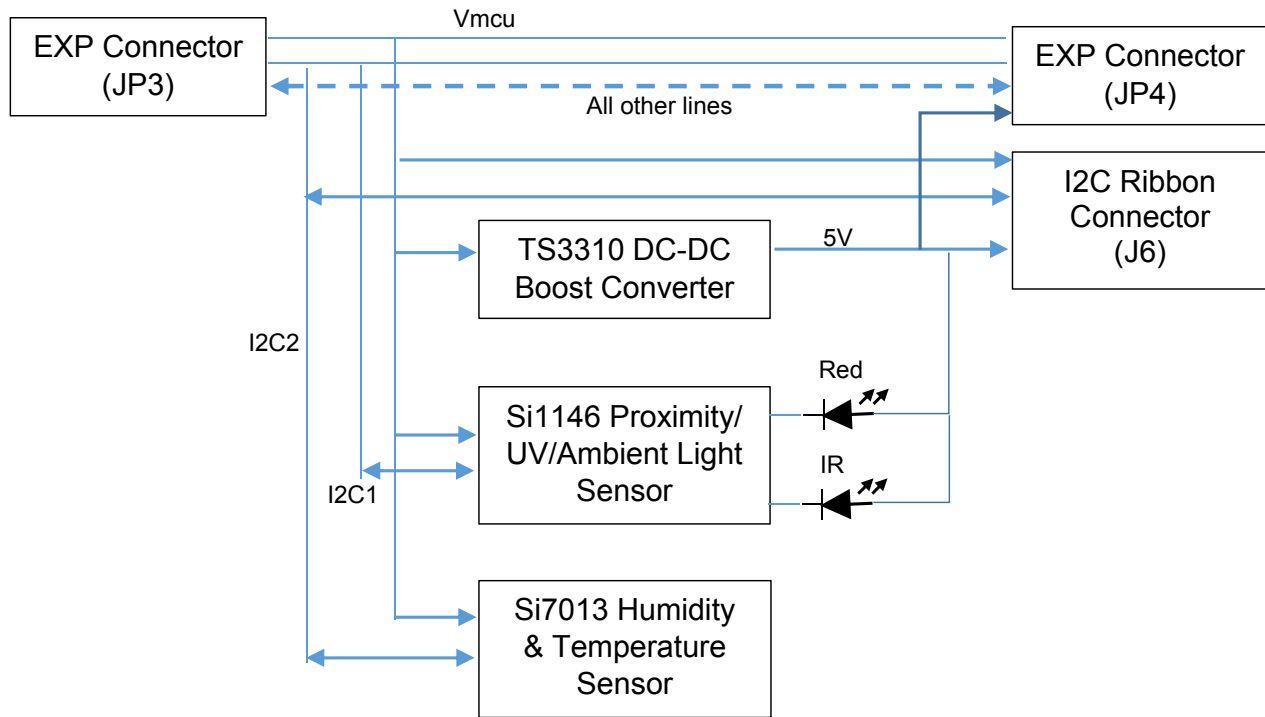 Vmcu
EXP Connector
(JP3)
EXP Connector
(JP4)
All other lines
I2C Ribbon
Connector
(J6)
TS3310 DC-DC
Boost Converter
5V
I2C2
Red
Si1146 Proximity/
UV/Ambient Light
Sensor
IR
I2C1
Si7013 Humidity
& Temperature
Sensor